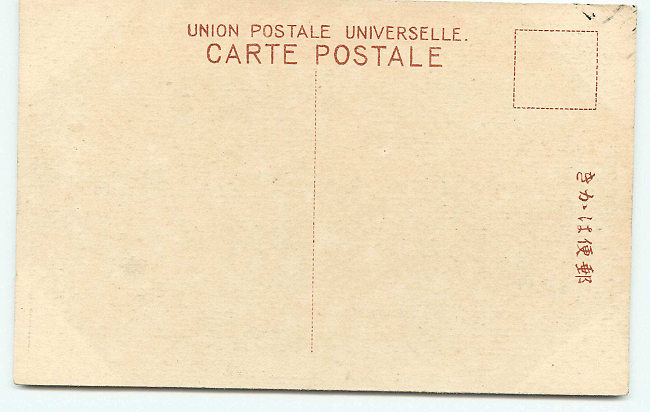 UNION POSTALE UNIVERSELLE.
CARTE POSTALE
郵便はかき